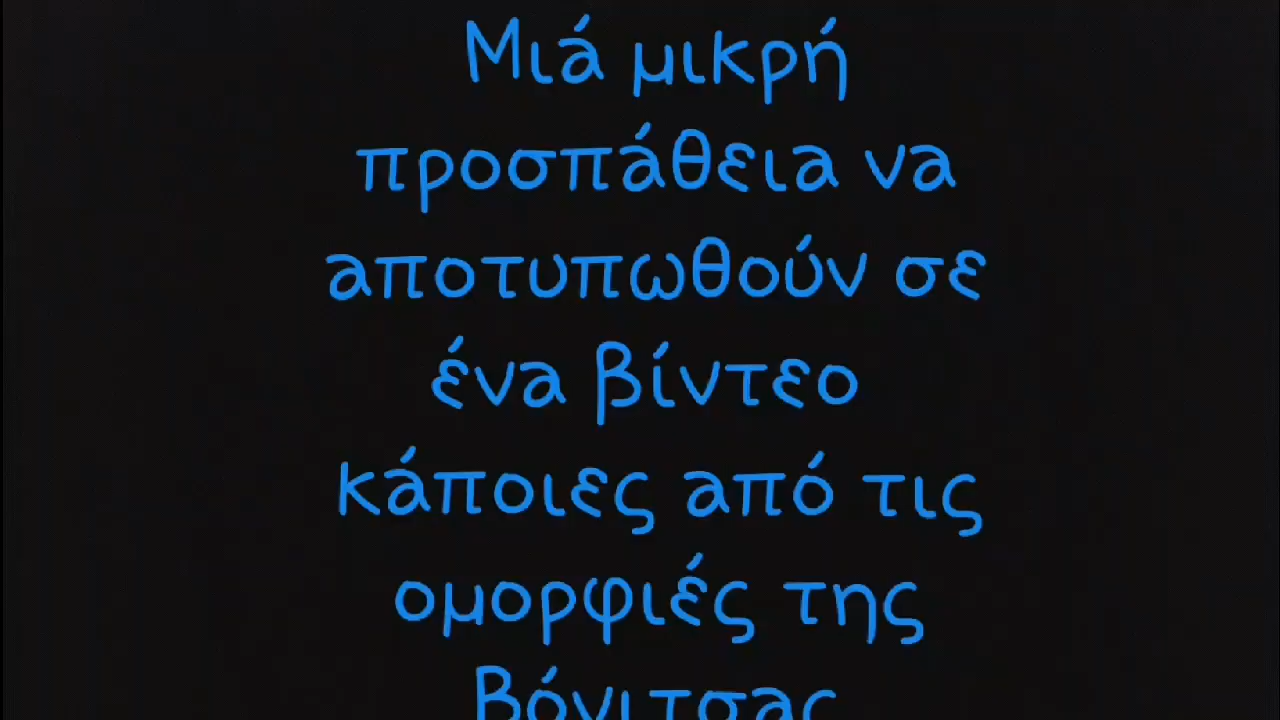 Μιά μικρή
προσπάθεια να
αποτυπωθούν σε
ένα βίντεο
κάποιες από τις
ομορφιές της
Βόνιτσας